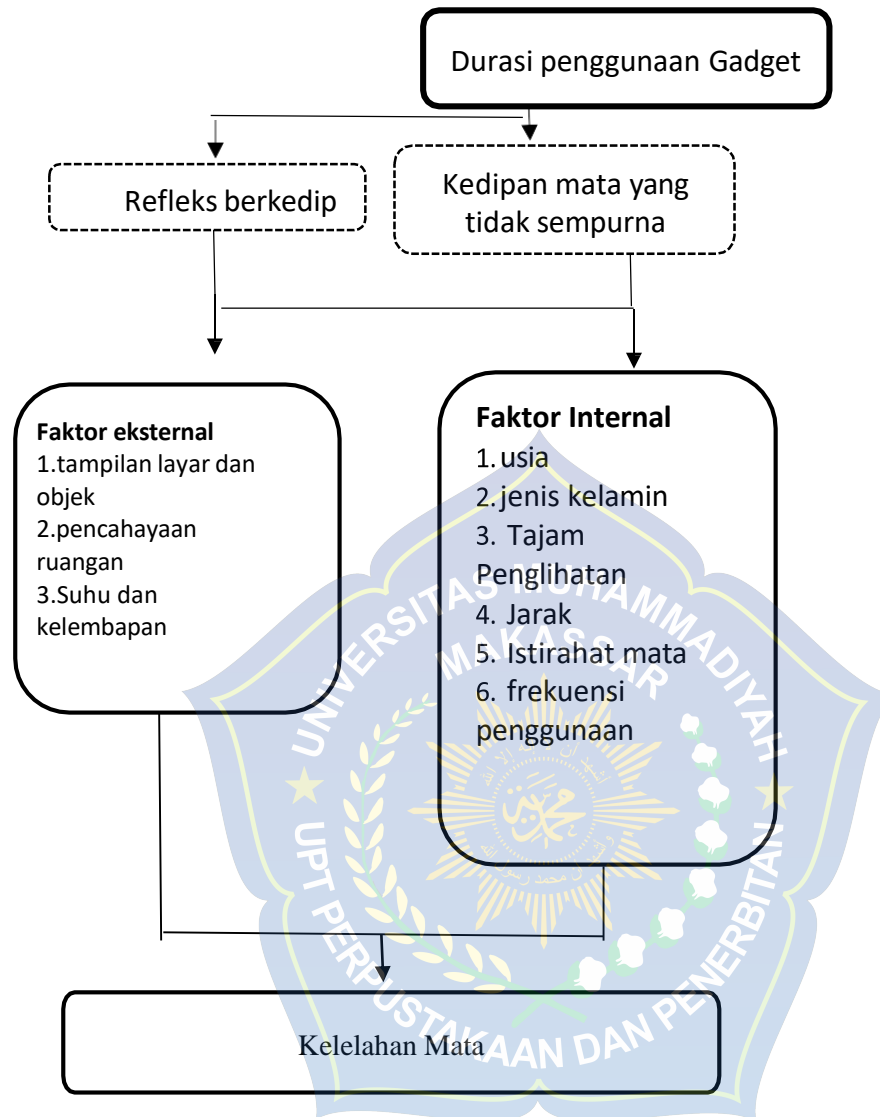 Durasi penggunaan Gadget
Refleks berkedip
Kedipan mata yang
tidak sempurna
Faktor eksternal
1.tampilan layar dan
objek
2.pencahayaan
ruangan
3.Suhu dan
kelembapan
Faktor Internal
1. usia
2. jenis kelamin
3. Tajam
Penglihatan
4. Jarak
5. Istirahat mata
6. frekuensi
penggunaan
UNIVERSITAS MUHAMMADIYAH
MAKASSAR
UPT PERPUSTAKAAN DAN PENERBITAN
Kelelahan Mata